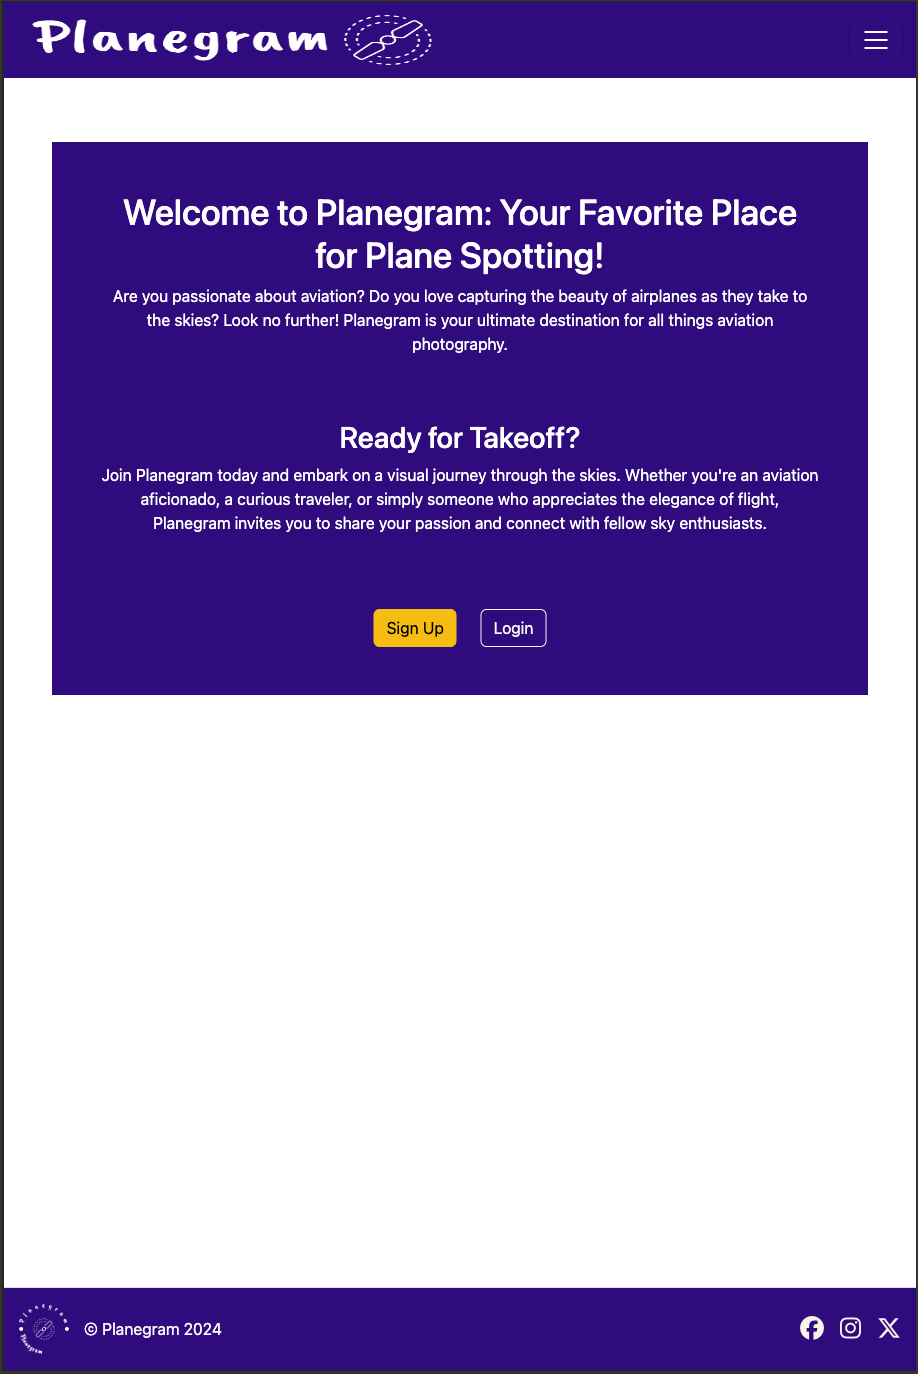 Planegram
Welcome to Planegram: Your Favorite Place
for Plane Spotting!
Are you passionate about aviation? Do you love capturing the beauty of airplanes as they take to
the skies? Look no further! Planegram is your ultimate destination for all things aviation
photography.
Ready for Takeoff?
Join Planegram today and embark on a visual journey through the skies. Whether you're an aviation
aficionado, a curious traveler, or simply someone who appreciates the elegance of flight,
Planegram invites you to share your passion and connect with fellow sky enthusiasts.
Sign Up
Login
Planegram
Planegram
© Planegram 2024